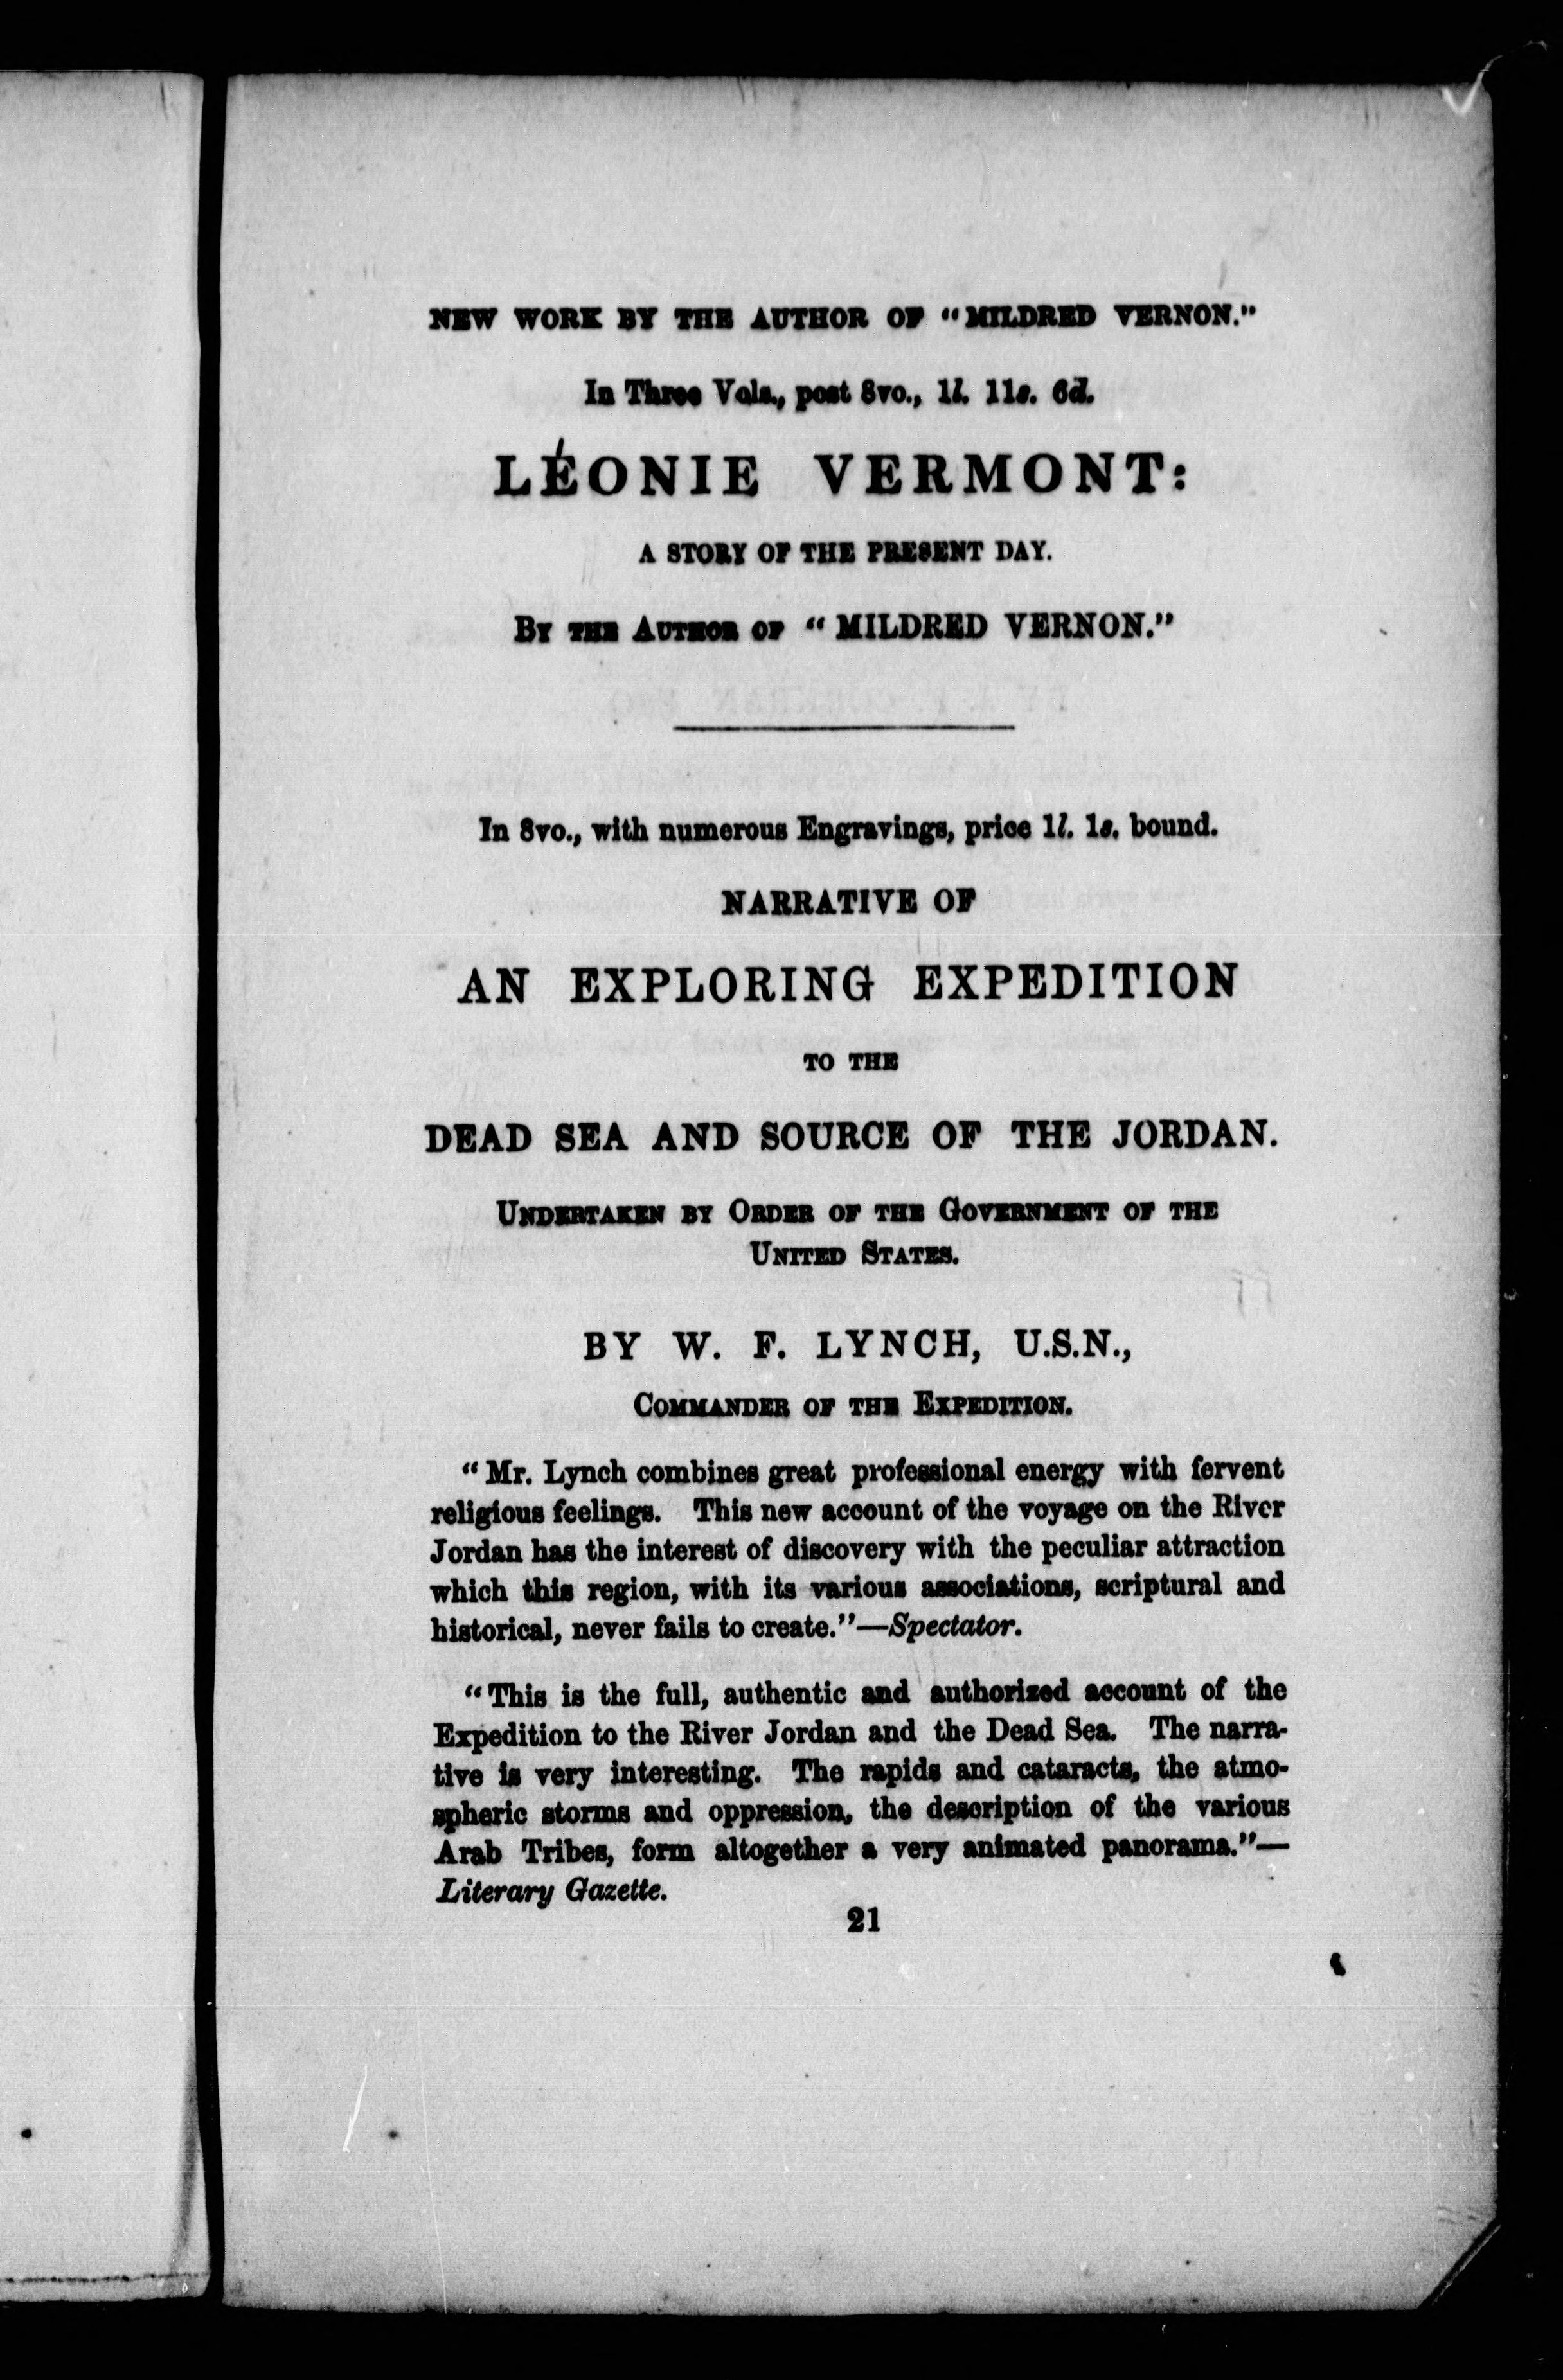 NEW WORK BY THE AUTHOR OF "MILDRED VERNON."
In Three Vols., post 8vo., 1l. 11s. 6d.
LÉONIE VERMONT:
A STORY OF THE PRESENT DAY.
BY THE AUTHOR OF "MILDRED VERNON."
In 8vo., with numerous Engravings, price 1l. 1s. bound.
NARRATIVE OF
AN EXPLORING EXPEDITION
TO THE
DEAD SEA AND SOURCE OF THE JORDAN.
UNDERTAKEN BY ORDER OF THE GOVERNMENT OF THE
UNITED STATES.
BY W. F. LYNCH, U.S.N.,
COMMANDER OF THE EXPEDITION.
"Mr. Lynch combines great professional energy with fervent
religious feelings. This new account of the voyage on the River
Jordan has the interest of discovery with the peculiar attraction
which this region, with its various associations, scriptural and
historical, never fails to create."—Spectator.
"This is the full, authentic and authorized account of the
Expedition to the River Jordan and the Dead Sea. The narra-
tive is very interesting. The rapids and cataracts, the atmo-
spheric storms and oppression, the description of the various
Arab Tribes, form altogether a very animated panorama."—
Literary Gazette.
21